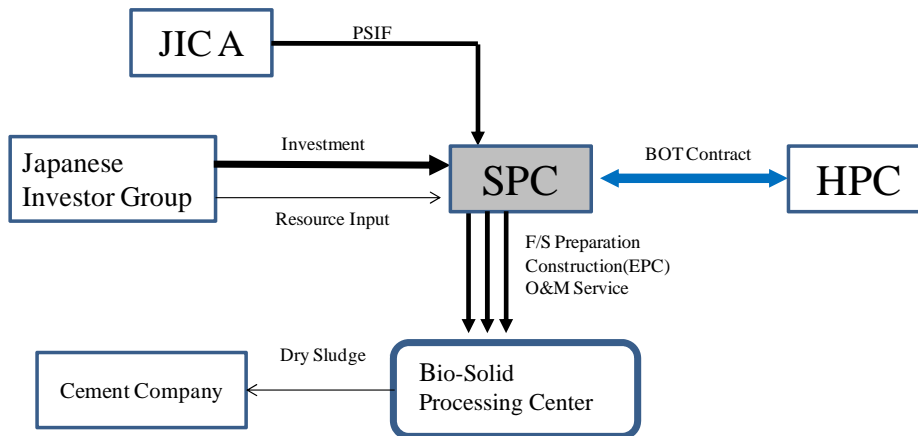 JICA
PSIF
Japanese
Investor Group
Investment
Resource Input
SPC
BOT Contract
HPC
F/S Preparation
Construction(EPC)
O&M Service
Cement Company
Dry Sludge
Bio-Solid
Processing Center